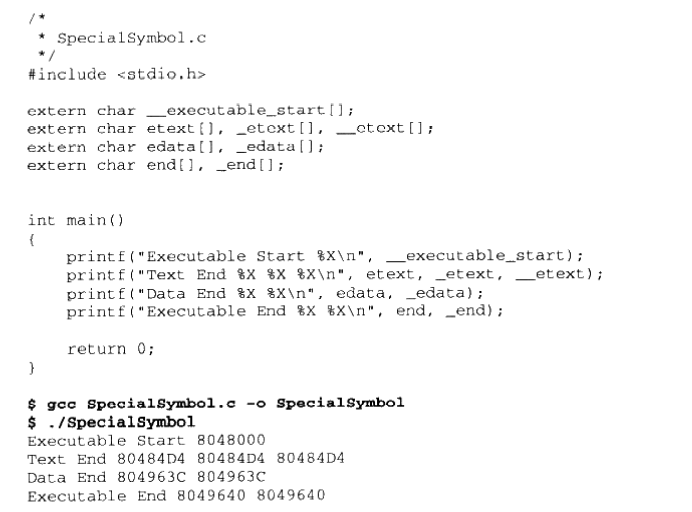 /*
 * SpecialSymbol.c
 */
#include <stdio.h>
extern char __executable_start[];
extern char etext[], _etext[], __etext[];
extern char edata[], _edata[];
extern char end[], _end[];
int main()
{
    printf("Executable Start %X\n", __executable_start);
    printf("Text End %X %X %X\n", etext, _etext, __etext);
    printf("Data End %X %X\n", edata, _edata);
    printf("Executable End %X %X\n", end, _end);
    return 0;
}
$ gcc SpecialSymbol.c -o SpecialSymbol
$ ./SpecialSymbol
Executable Start 8048000
Text End 80484D4 80484D4 80484D4
Data End 804963C 804963C
Executable End 8049640 8049640